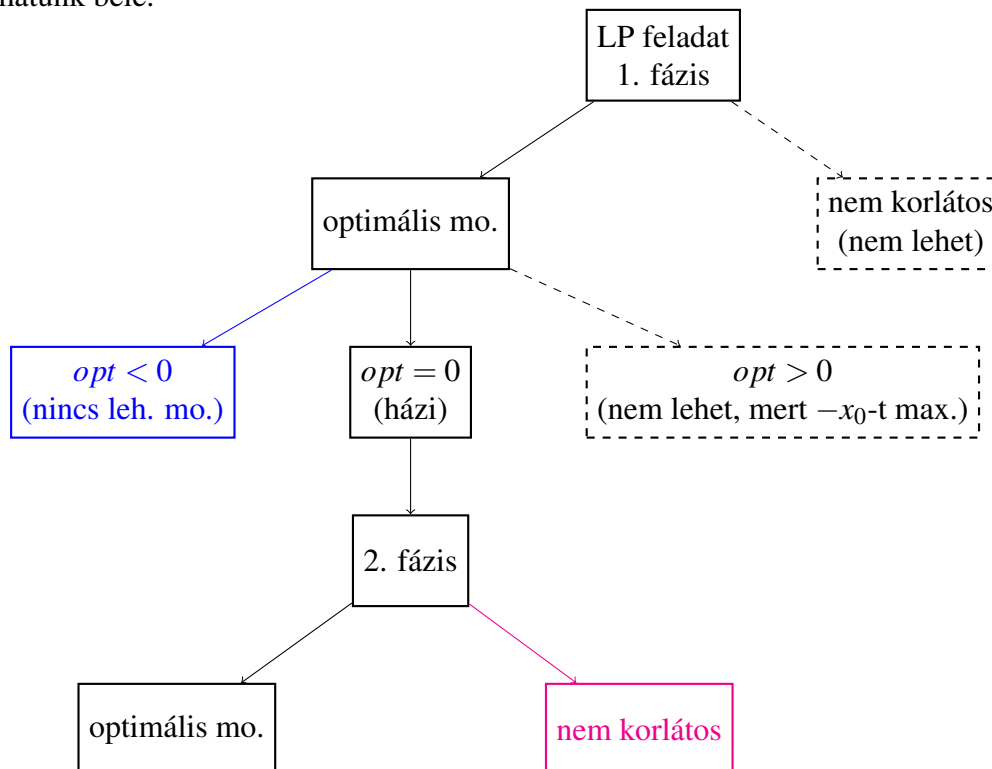 hatunk bele.
LP feladat
1. fázis
optimális mo.
nem korlátos
(nem lehet)
opt < 0
(nincs leh. mo.)
opt = 0
(házi)
opt > 0
(nem lehet, mert −x₀-t max.)
2. fázis
optimális mo.
nem korlátos